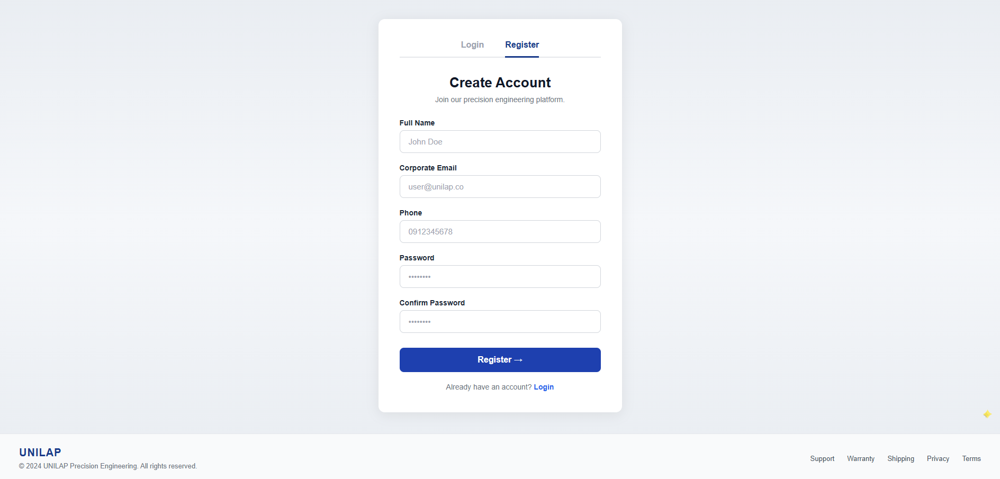 Login Register
Create Account
Join our precision engineering platform.
Full Name
John Doe
Corporate Email
user@unilap.co
Phone
0912345678
Password
••••••••
Confirm Password
••••••••
Register →
Already have an account? Login
UNILAP
© 2024 UNILAP Precision Engineering. All rights reserved.
Support Warranty Shipping Privacy Terms